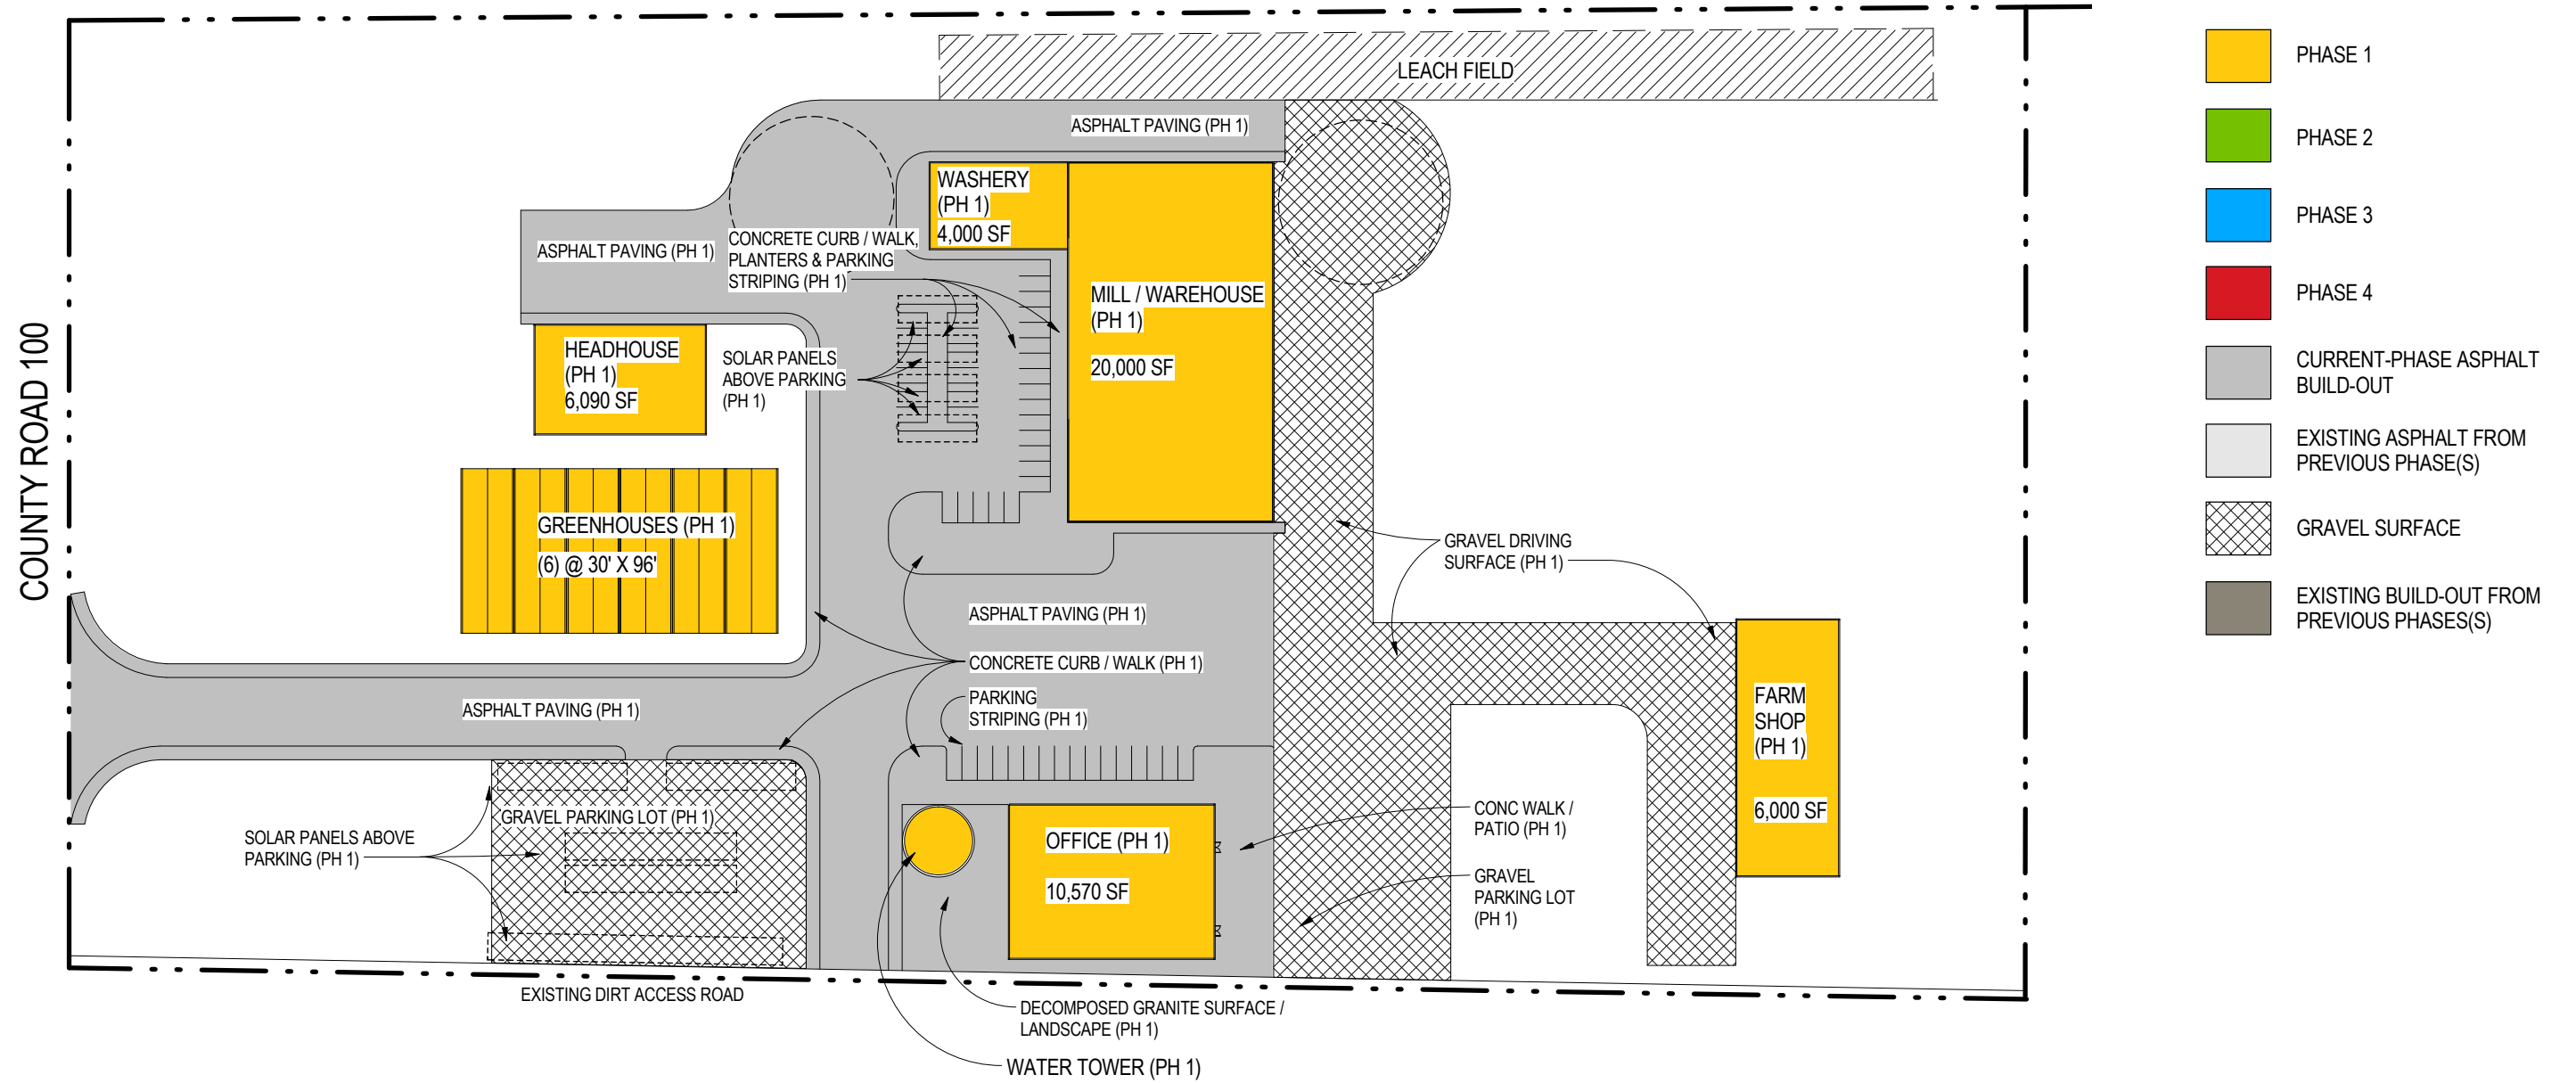 LEACH FIELD
ASPHALT PAVING (PH 1)
WASHERY
(PH 1)
4,000 SF
ASPHALT PAVING (PH 1)
CONCRETE CURB / WALK,
PLANTERS & PARKING
STRIPING (PH 1)
MILL / WAREHOUSE
(PH 1)
20,000 SF
HEADHOUSE
(PH 1)
6,090 SF
SOLAR PANELS
ABOVE PARKING
(PH 1)
COUNTY ROAD 100
GREENHOUSES (PH 1)
(6) @ 30' X 96'
GRAVEL DRIVING
SURFACE (PH 1)
ASPHALT PAVING (PH 1)
CONCRETE CURB / WALK (PH 1)
PARKING
STRIPING (PH 1)
ASPHALT PAVING (PH 1)
FARM
SHOP
(PH 1)
6,000 SF
GRAVEL PARKING LOT (PH 1)
SOLAR PANELS ABOVE
PARKING (PH 1)
OFFICE (PH 1)
10,570 SF
CONC WALK /
PATIO (PH 1)
GRAVEL
PARKING LOT
(PH 1)
EXISTING DIRT ACCESS ROAD
DECOMPOSED GRANITE SURFACE /
LANDSCAPE (PH 1)
WATER TOWER (PH 1)
PHASE 1
PHASE 2
PHASE 3
PHASE 4
CURRENT-PHASE ASPHALT
BUILD-OUT
EXISTING ASPHALT FROM
PREVIOUS PHASE(S)
GRAVEL SURFACE
EXISTING BUILD-OUT FROM
PREVIOUS PHASES(S)